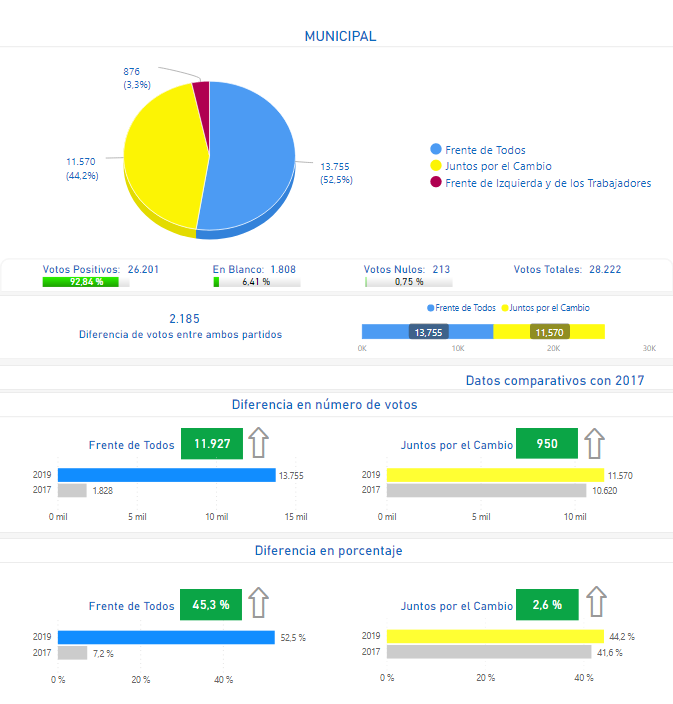 MUNICIPAL
876
(3,3%)
11.570
(44,2%)
13.755
(52,5%)
Frente de Todos
Juntos por el Cambio
Frente de Izquierda y de los Trabajadores
Votos Positivos: 26.201
92,84 %
En Blanco: 1.808
6,41 %
Votos Nulos: 213
0,75 %
Votos Totales: 28.222
2.185
Diferencia de votos entre ambos partidos
Frente de Todos Juntos por el Cambio
13,755 11,570
0K 10K 20K 30K
Datos comparativos con 2017
Diferencia en número de votos
Frente de Todos 11.927
2019 13.755
2017 1.828
0 mil 5 mil 10 mil 15 mil
Juntos por el Cambio 950
2019 11.570
2017 10.620
0 mil 5 mil 10 mil
Diferencia en porcentaje
Frente de Todos 45,3 %
2019 52,5 %
2017 7,2 %
0 % 20 % 40 %
Juntos por el Cambio 2,6 %
2019 44,2 %
2017 41,6 %
0 % 20 % 40 %